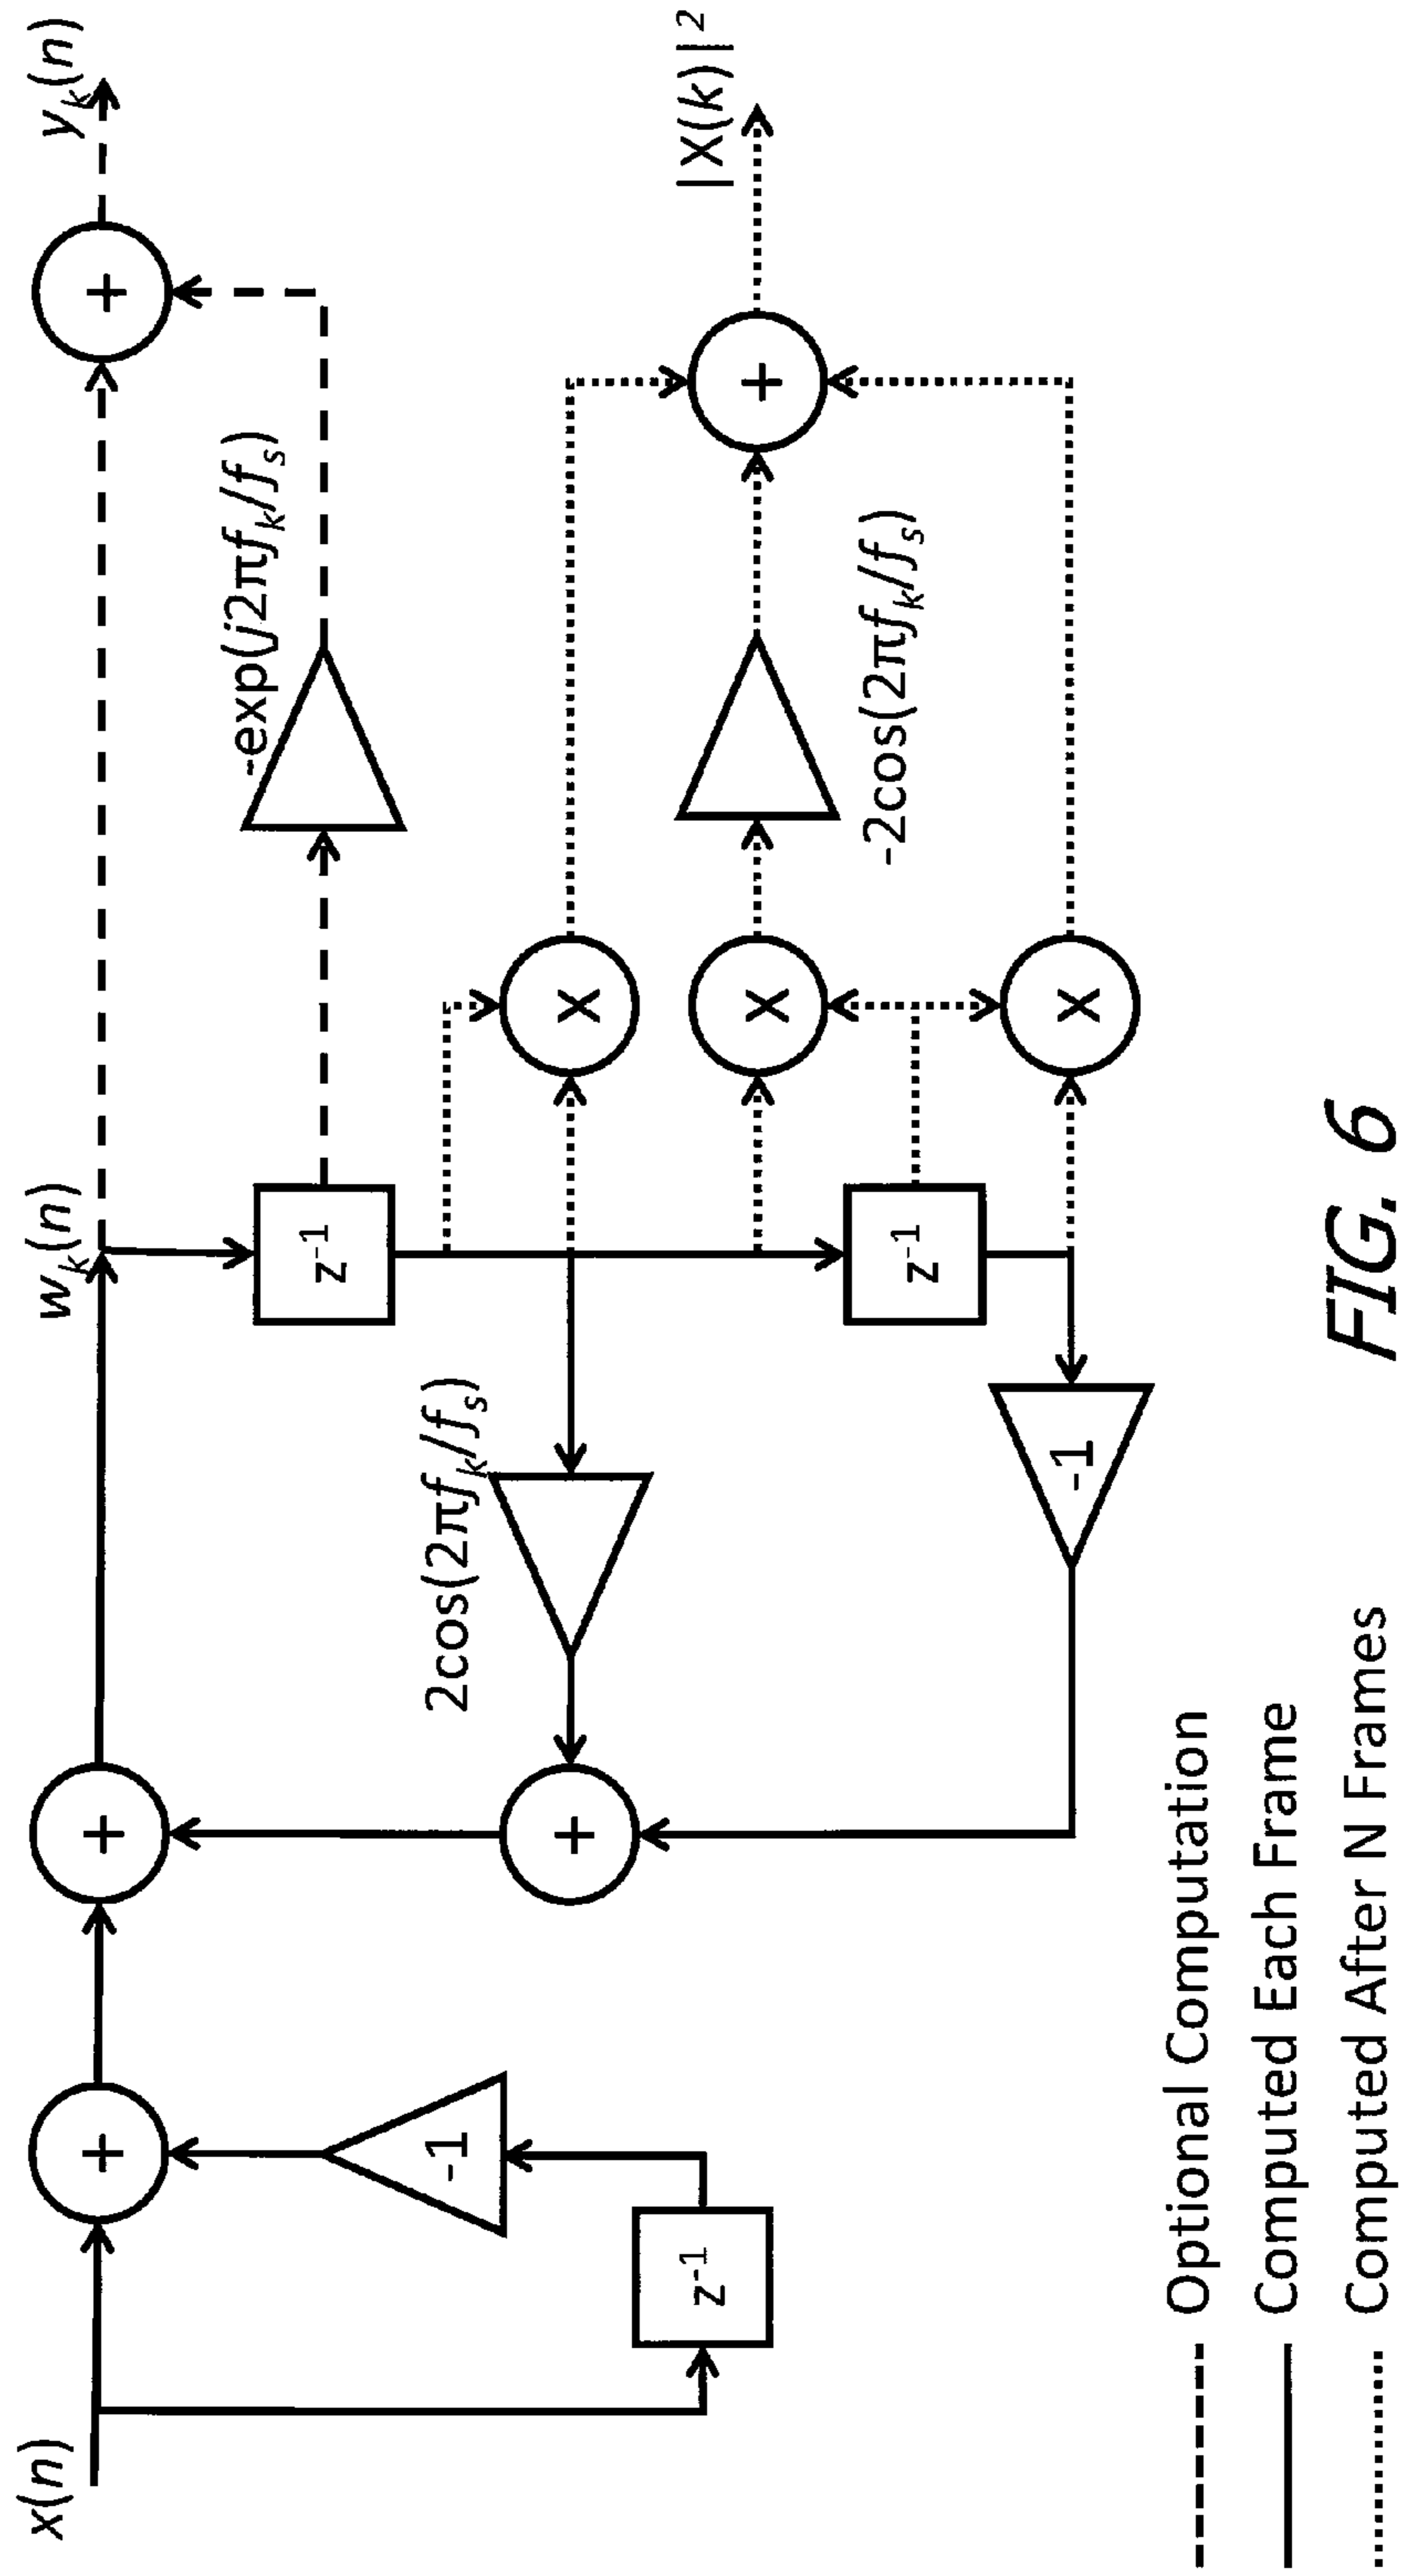 x(n)
+
-1
z⁻¹
+
+
w_k(n)
2cos(2πf_k/f_s)
-1
z⁻¹
z⁻¹
X
X
X
-exp(j2πf_k/f_s)
-2cos(2πf_k/f_s)
+
+
y_k(n)
|X(k)|²
Optional Computation
Computed Each Frame
Computed After N Frames
FIG. 6